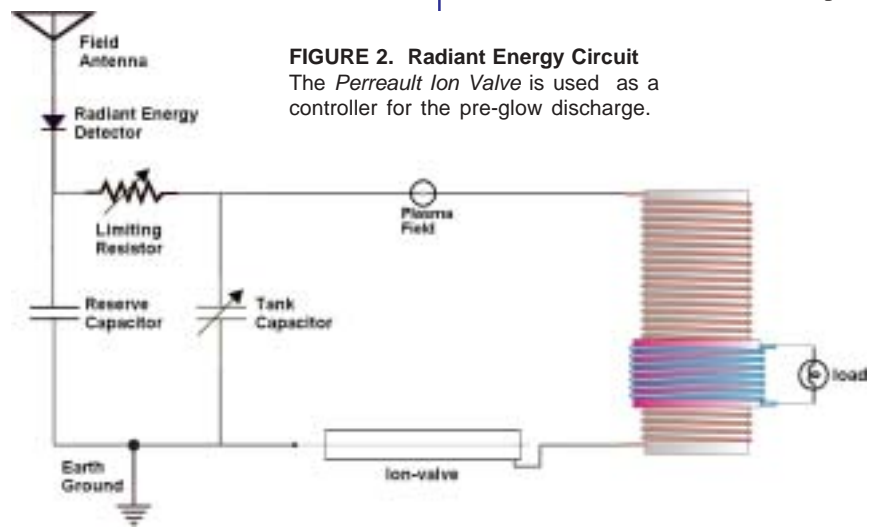 Field
Antenna
FIGURE 2. Radiant Energy Circuit
The Perreault Ion Valve is used as a
controller for the pre-glow discharge.
Radiant Energy
Detector
Limiting
Resistor
Plasma
Field
Reserve
Capacitor
Tank
Capacitor
load
Earth
Ground
Ion-valve